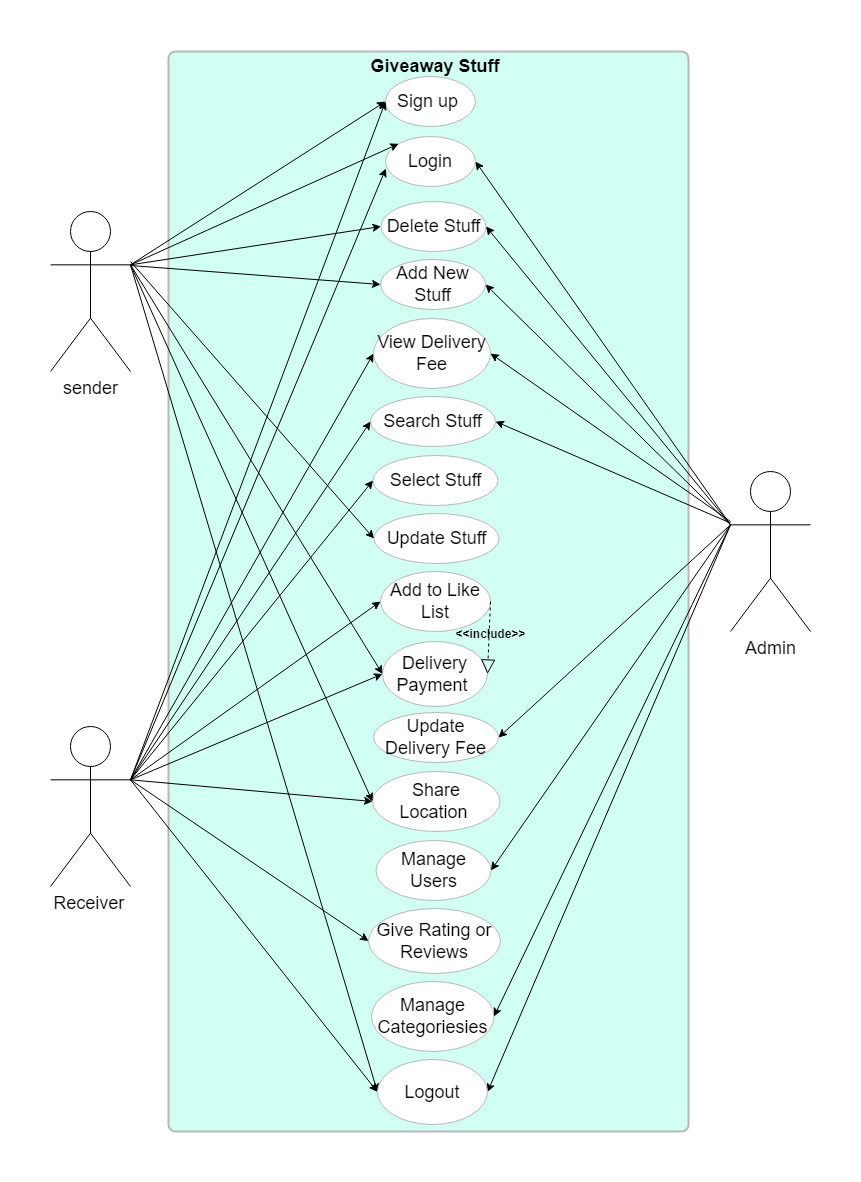 Giveaway Stuff
Sign up
Login
Delete Stuff
Add New
Stuff
View Delivery
Fee
sender
Search Stuff
Select Stuff
Update Stuff
Add to Like
List
<<include>>
Admin
Delivery
Payment
Update
Delivery Fee
Share
Location
Manage
Users
Receiver
Give Rating or
Reviews
Manage
Categoriesies
Logout